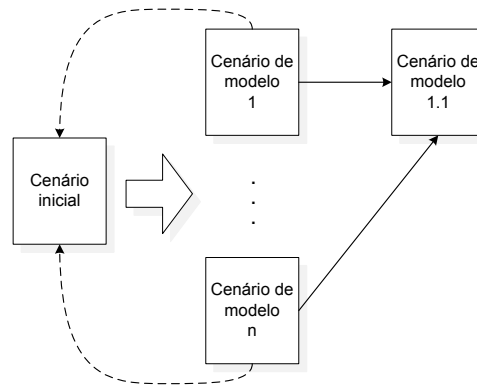 Cenário de
modelo
1
Cenário de
modelo
1.1
Cenário
inicial
.
.
.
Cenário de
modelo
n